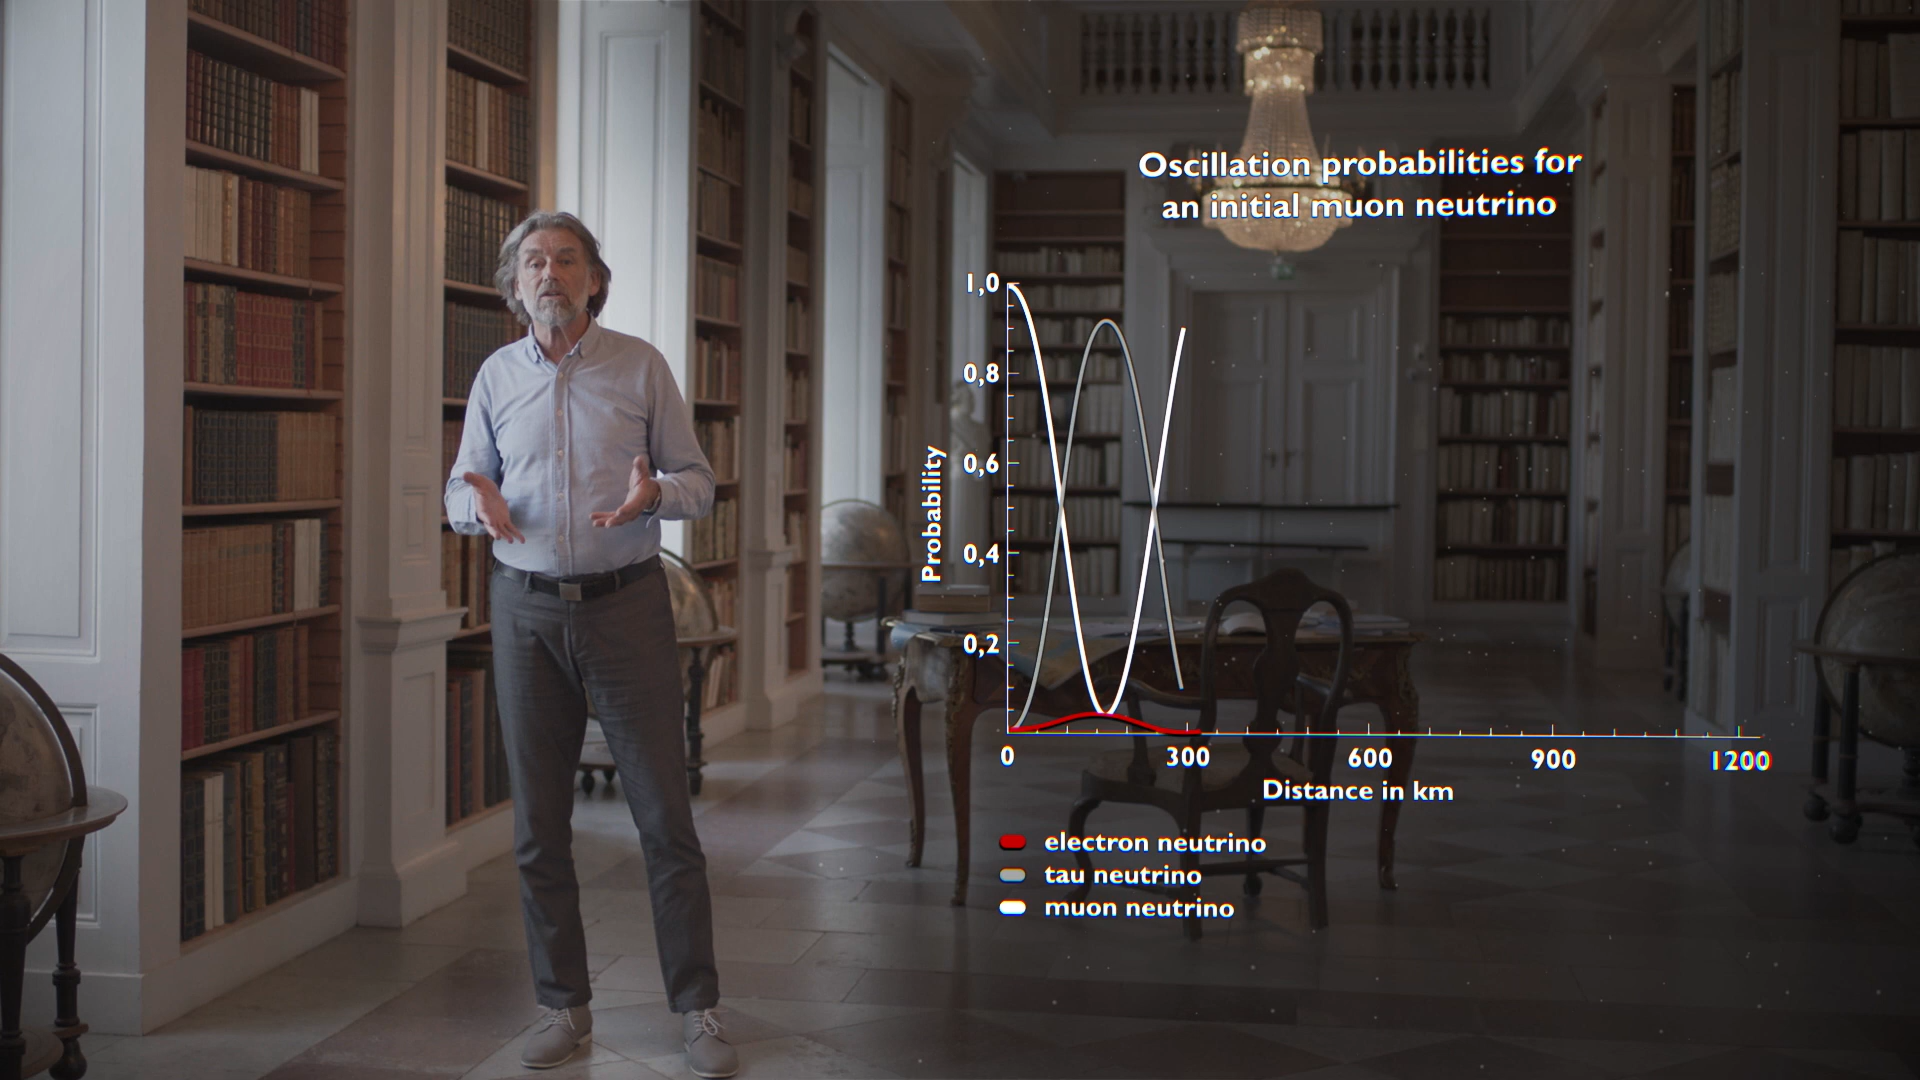 Oscillation probabilities for
an initial muon neutrino
1,0
0,8
0,6
0,4
0,2
Probability
0
300
600
900
1200
Distance in km
electron neutrino
tau neutrino
muon neutrino